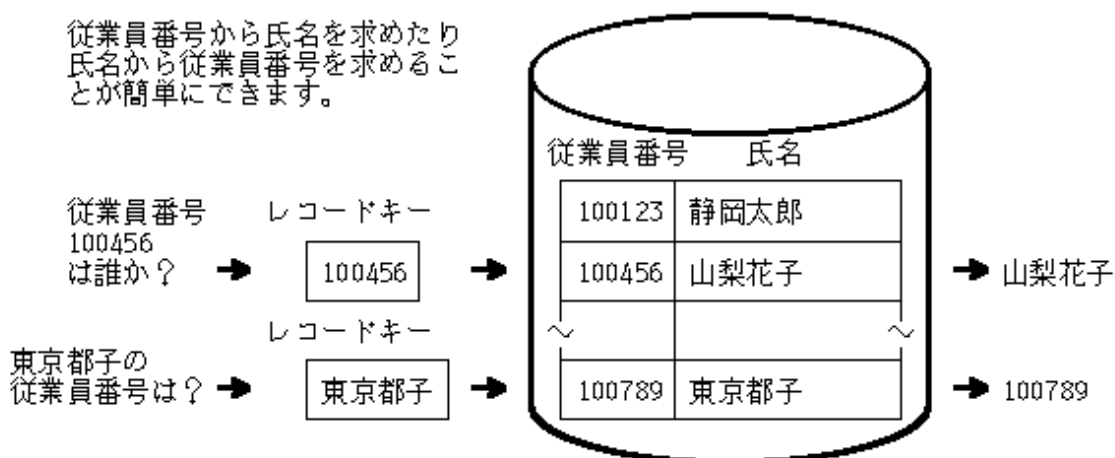 従業員番号から氏名を求めたり
氏名から従業員番号を求めるこ
とが簡単にできます。
従業員番号 氏名
100123 静岡太郎
従業員番号
100456
は誰か？
レコードキー
100456
100456 山梨花子
山梨花子
～ ～
東京都子の
従業員番号は？
レコードキー
東京都子
100789 東京都子
100789